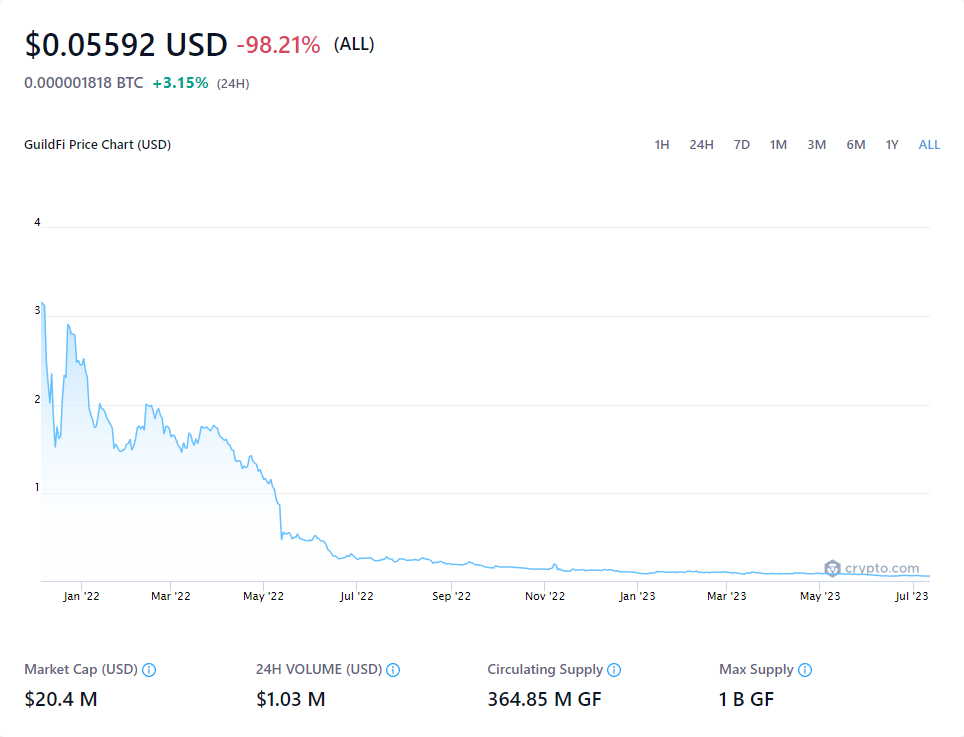 $0.05592 USD -98.21% (ALL)
0.000001818 BTC +3.15% (24H)
GuildFi Price Chart (USD) 1H 24H 7D 1M 3M 6M 1Y ALL
4
3
2
1
crypto.com
Jan '22 Mar '22 May '22 Jul '22 Sep '22 Nov '22 Jan '23 Mar '23 May '23 Jul '23
Market Cap (USD) 24H VOLUME (USD) Circulating Supply Max Supply
$20.4 M $1.03 M 364.85 M GF 1 B GF